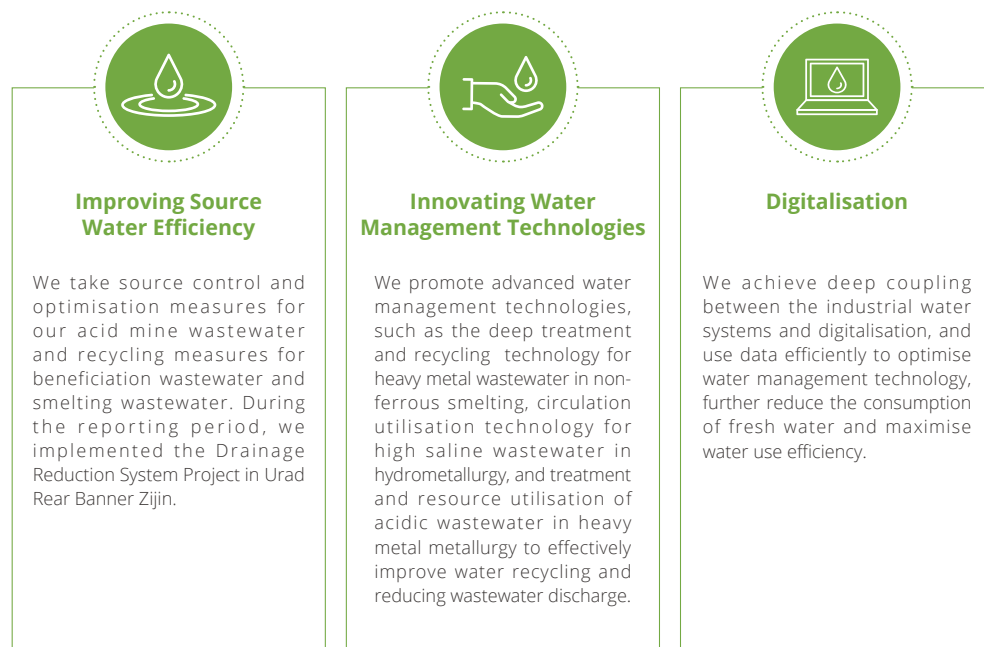 Improving Source
Water Efficiency
We take source control and
optimisation measures for
our acid mine wastewater
and recycling measures for
beneficiation wastewater and
smelting wastewater. During
the reporting period, we
implemented the Drainage
Reduction System Project in Urad
Rear Banner Zijin.
Innovating Water
Management Technologies
We promote advanced water
management technologies,
such as the deep treatment
and recycling technology for
heavy metal wastewater in non-
ferrous smelting, circulation
utilisation technology for
high saline wastewater in
hydrometallurgy, and treatment
and resource utilisation of
acidic wastewater in heavy
metal metallurgy to effectively
improve water recycling and
reducing wastewater discharge.
Digitalisation
We achieve deep coupling
between the industrial water
systems and digitalisation, and
use data efficiently to optimise
water management technology,
further reduce the consumption
of fresh water and maximise
water use efficiency.